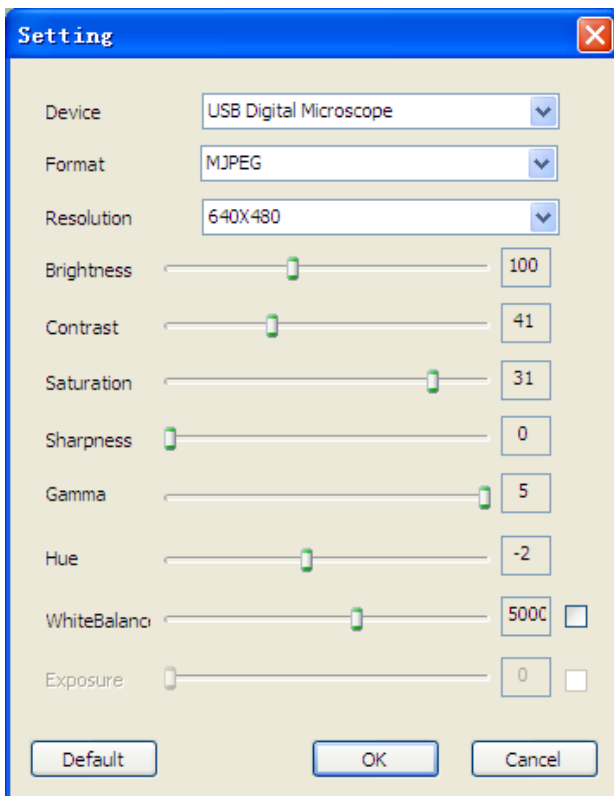 Setting
Device USB Digital Microscope
Format MJPEG
Resolution 640X480
Brightness 100
Contrast 41
Saturation 31
Sharpness 0
Gamma 5
Hue -2
WhiteBalanc 5000
Exposure 0
Default OK Cancel